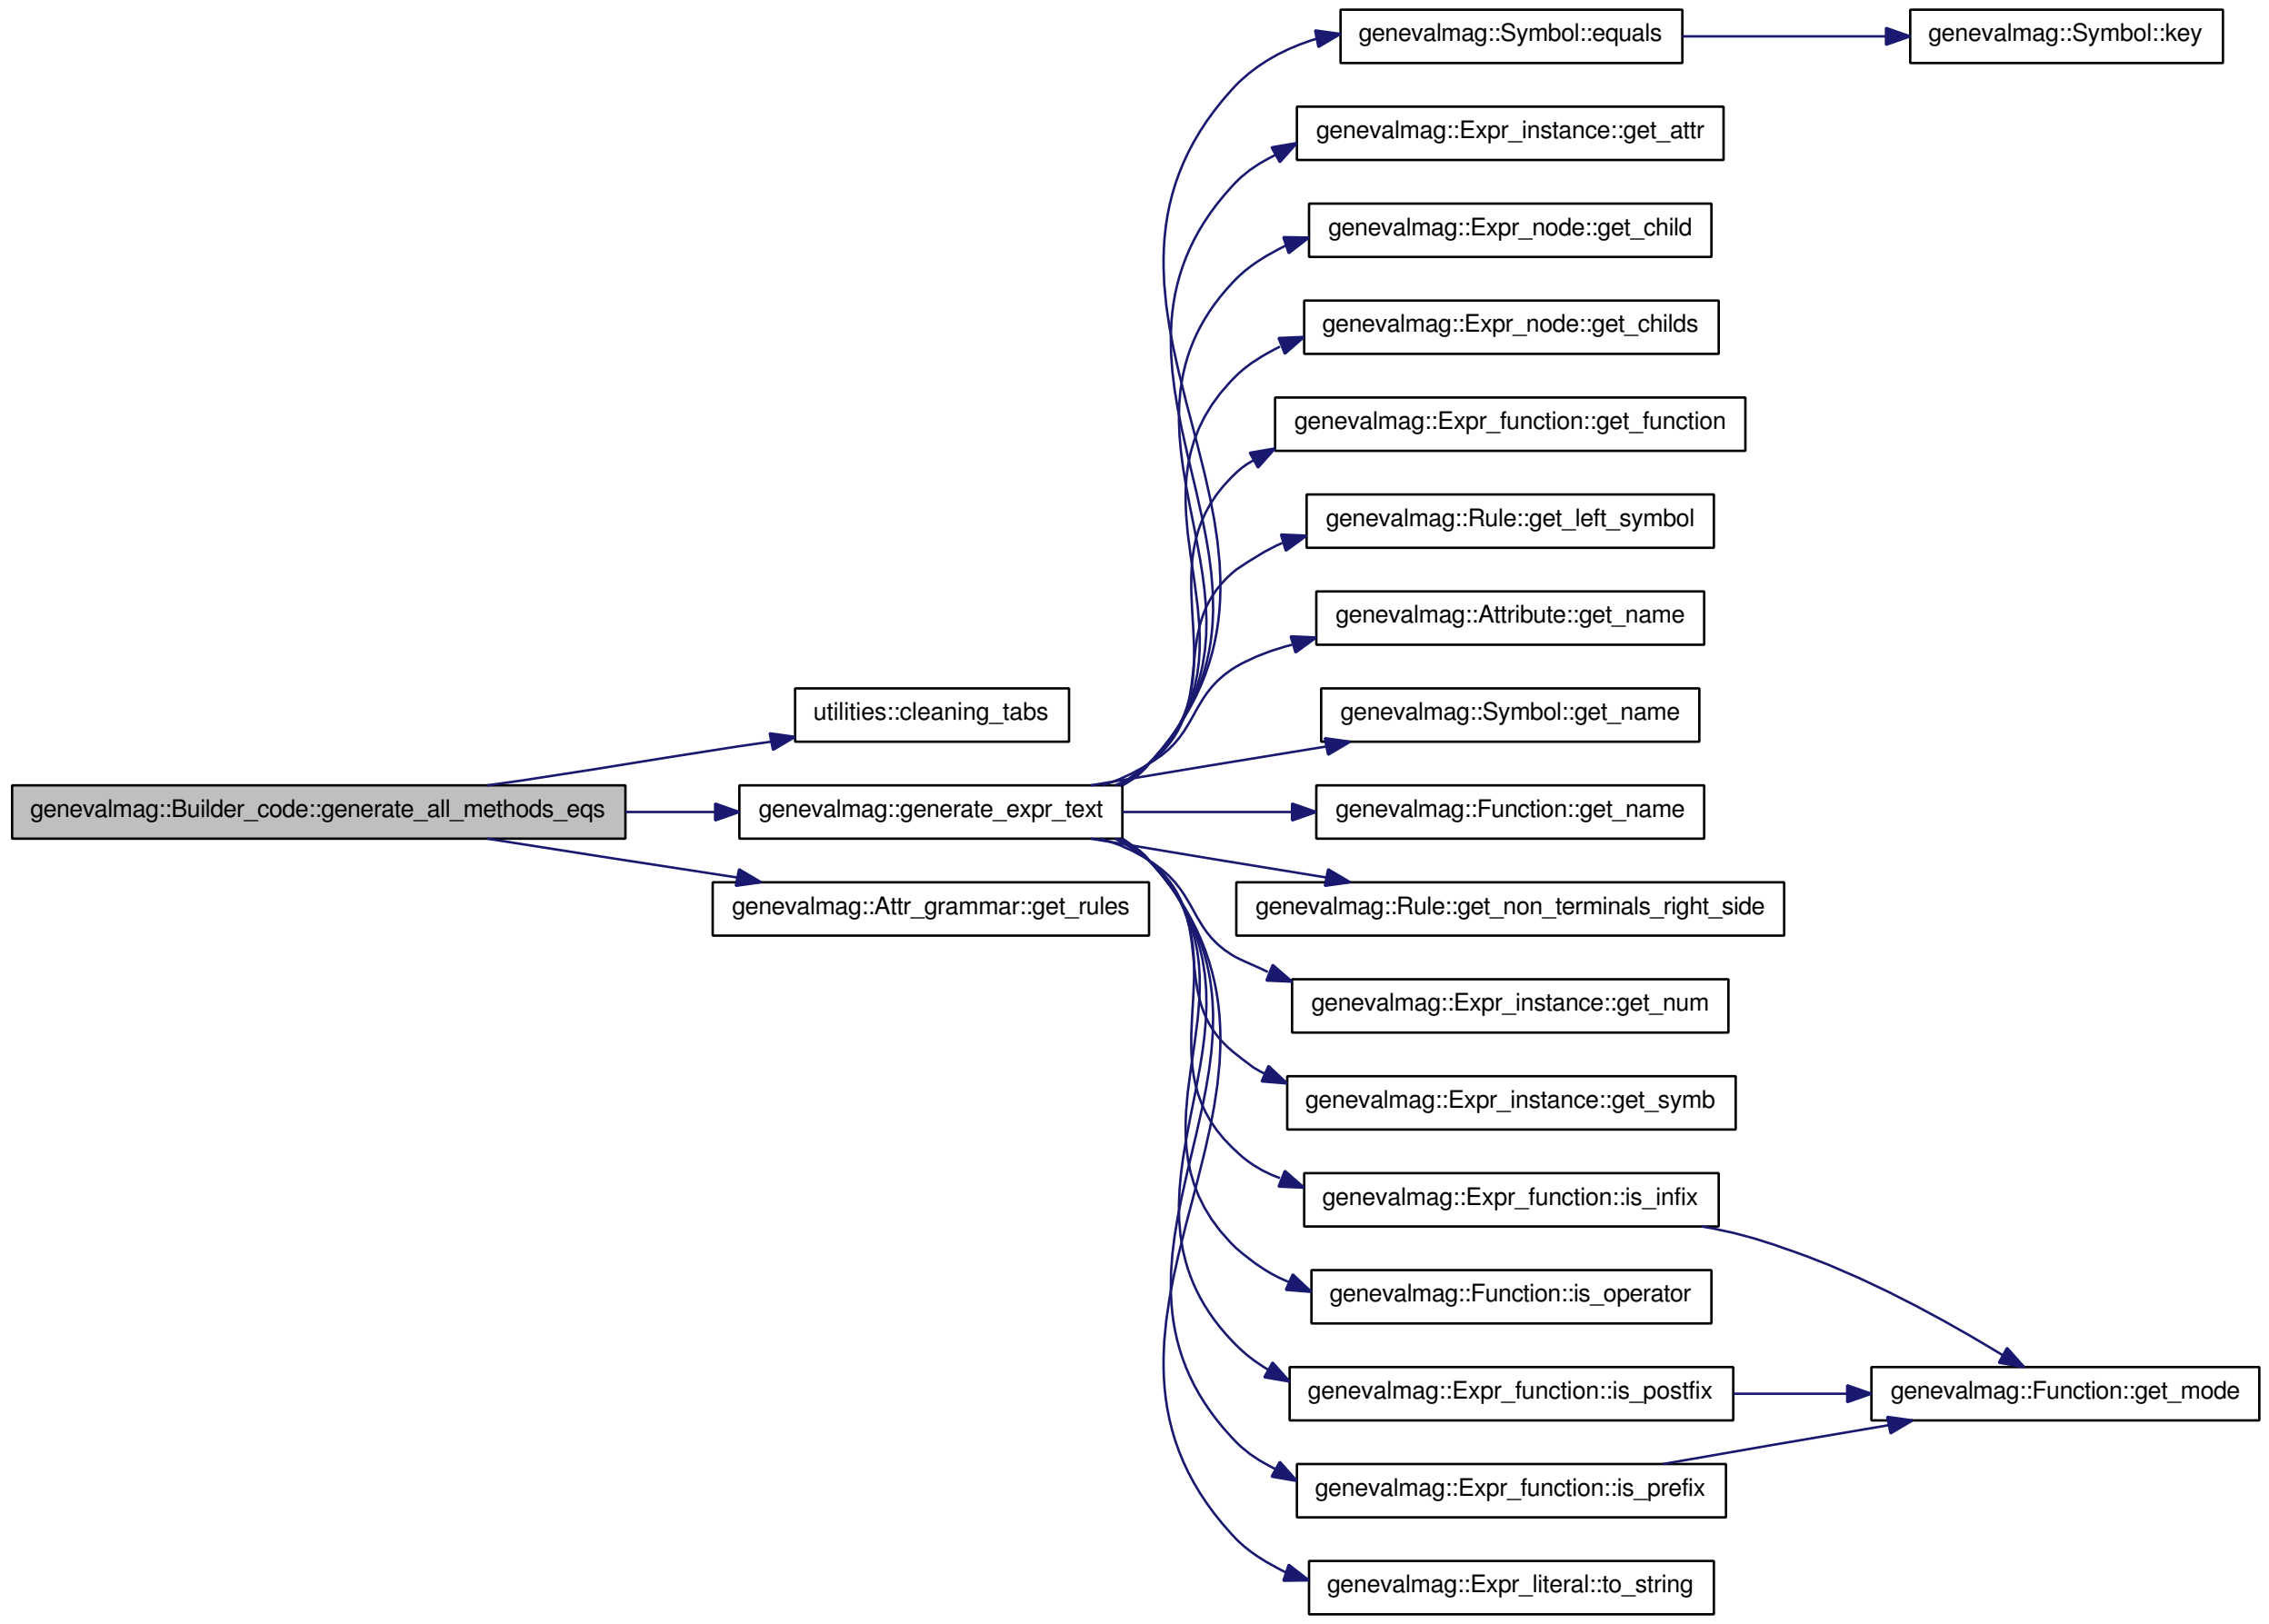 genevalmag::Builder_code::generate_all_methods_eqs
utilities::cleaning_tabs
genevalmag::generate_expr_text
genevalmag::Attr_grammar::get_rules
genevalmag::Symbol::equals
genevalmag::Expr_instance::get_attr
genevalmag::Expr_node::get_child
genevalmag::Expr_node::get_childs
genevalmag::Expr_function::get_function
genevalmag::Rule::get_left_symbol
genevalmag::Attribute::get_name
genevalmag::Symbol::get_name
genevalmag::Function::get_name
genevalmag::Rule::get_non_terminals_right_side
genevalmag::Expr_instance::get_num
genevalmag::Expr_instance::get_symb
genevalmag::Expr_function::is_infix
genevalmag::Function::is_operator
genevalmag::Expr_function::is_postfix
genevalmag::Expr_function::is_prefix
genevalmag::Expr_literal::to_string
genevalmag::Symbol::key
genevalmag::Function::get_mode